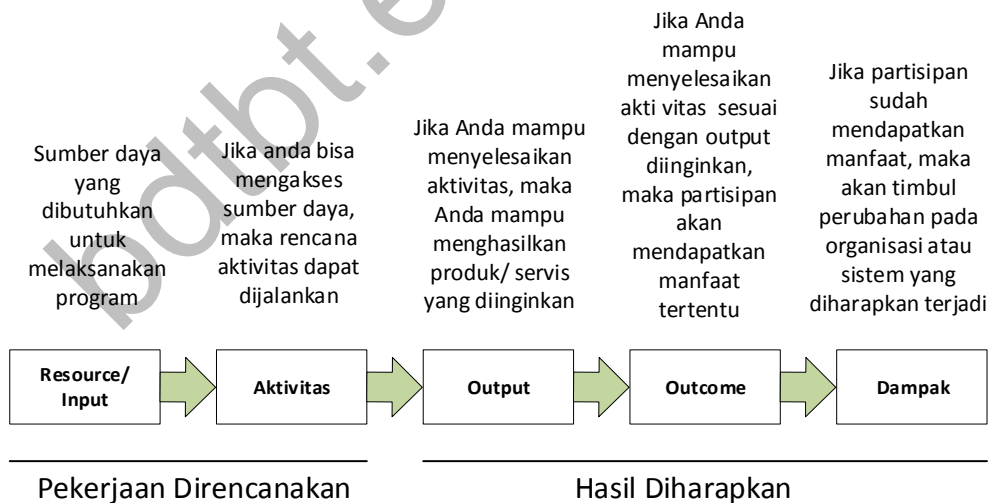 bdtbt.e
Sumber daya
yang
dibutuhkan
untuk
melaksanakan
program
Jika anda bisa
mengakses
sumber daya,
maka rencana
aktivitas dapat
dijalankan
Jika Anda mampu
menyelesaikan
aktivitas, maka
Anda mampu
menghasilkan
produk/ servis
yang diinginkan
Jika Anda
mampu
menyelesaikan
akti vitas sesuai
dengan output
diinginkan,
maka partisipan
akan
mendapatkan
manfaat
tertentu
Jika partisipan
sudah
mendapatkan
manfaat, maka
akan timbul
perubahan pada
organisasi atau
sistem yang
diharapkan terjadi
Resource/
Input
Aktivitas
Output
Outcome
Dampak
Pekerjaan Direncanakan
Hasil Diharapkan